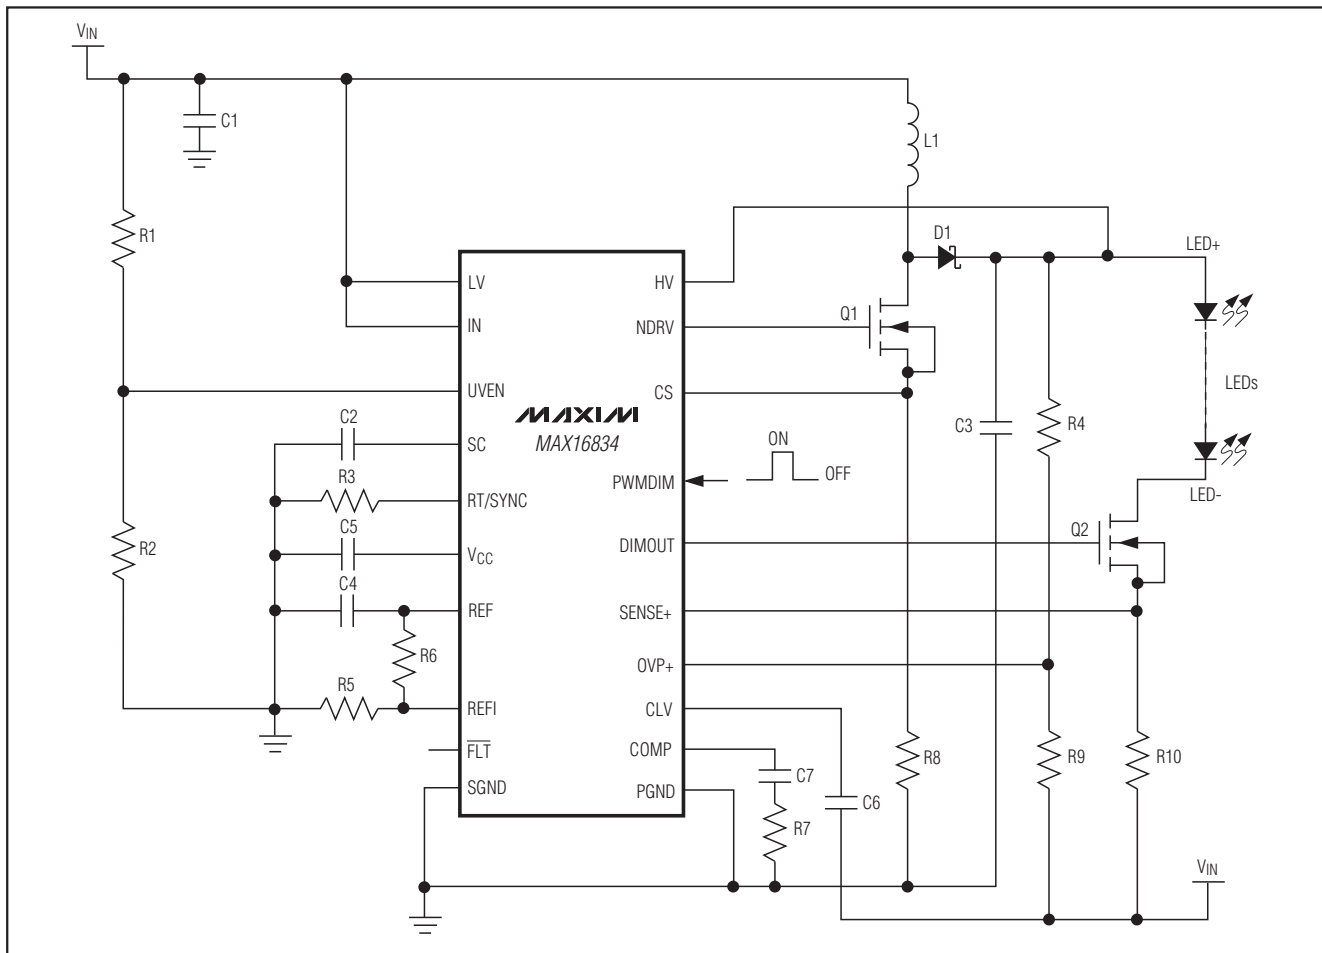 VIN
C1
L1
R1
D1
LED+
LV
HV
IN
NDRV
Q1
UVEN
CS
LEDs
MAXIM
MAX16834
C2
SC
ON
C3
R4
R3
RT/SYNC
PWMDIM
OFF
LED-
C5
VCC
DIMOUT
Q2
R2
C4
REF
SENSE+
R6
OVP+
R5
REFI
CLV
FLT
COMP
C7
R8
R9
R10
SGND
PGND
C6
R7
VIN